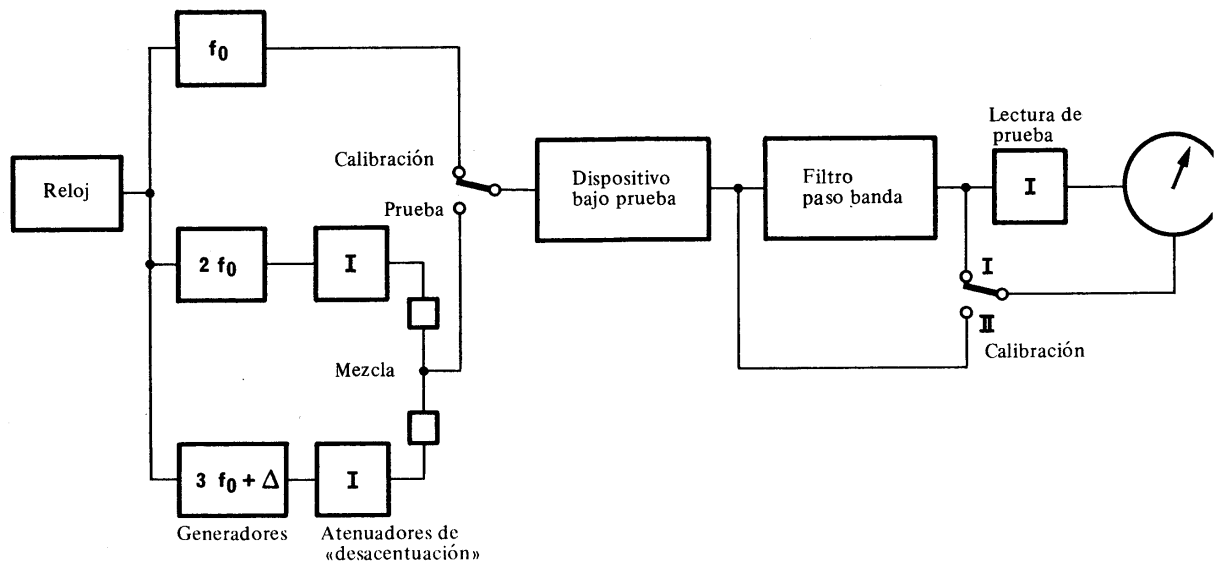 f0
Reloj
Calibración
Prueba
Dispositivo
bajo prueba
Filtro
paso banda
Lectura de
prueba
I
2 f0
I
I
II
Calibración
Mezcla
3 f0 + Δ
I
Generadores
Atenuadores de
«desacentuación»